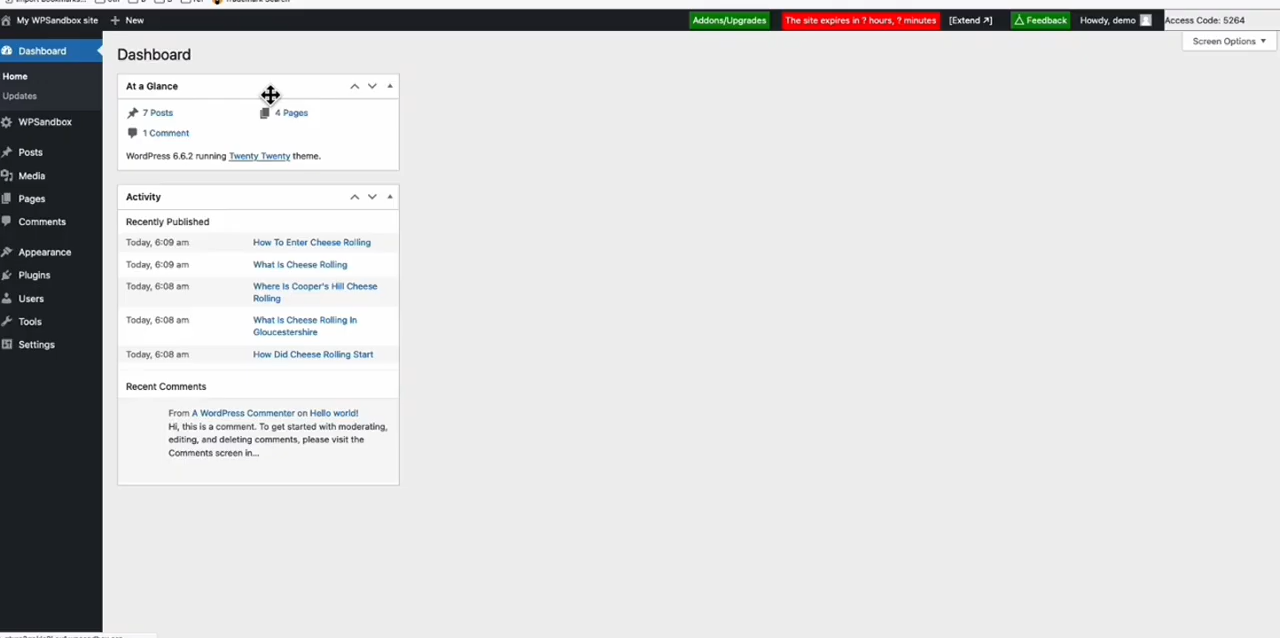 My WPSandbox site
New
Addons/Upgrades
The site expires in ? hours, ? minutes
[Extend ↗]
Feedback
Howdy, demo
Access Code: 5264
Screen Options ▼
Dashboard
Home
Updates
WPSandbox
Posts
Media
Pages
Comments
Appearance
Plugins
Users
Tools
Settings
Dashboard
At a Glance
7 Posts
4 Pages
1 Comment
WordPress 6.6.2 running Twenty Twenty theme.
Activity
Recently Published
Today, 6:09 am How To Enter Cheese Rolling
Today, 6:09 am What Is Cheese Rolling
Today, 6:08 am Where Is Cooper's Hill Cheese
Rolling
Today, 6:08 am What Is Cheese Rolling In
Gloucestershire
Today, 6:08 am How Did Cheese Rolling Start
Recent Comments
From A WordPress Commenter on Hello world!
Hi, this is a comment. To get started with moderating,
editing, and deleting comments, please visit the
Comments screen in...